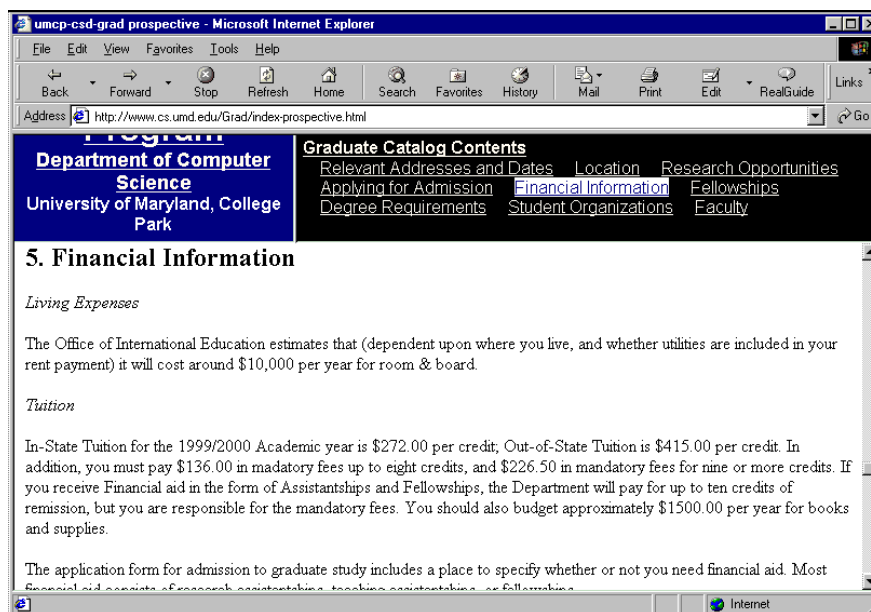 umcp-csd-grad prospective - Microsoft Internet Explorer
File Edit View Favorites Tools Help
Back Forward Stop Refresh Home Search Favorites History Mail Print Edit RealGuide Links
Address http://www.cs.umd.edu/Grad/index-prospective.html Go
Program
Department of Computer
Science
University of Maryland, College
Park
Graduate Catalog Contents
Relevant Addresses and Dates Location Research Opportunities
Applying for Admission Financial Information Fellowships
Degree Requirements Student Organizations Faculty
5. Financial Information
Living Expenses
The Office of International Education estimates that (dependent upon where you live, and whether utilities are included in your
rent payment) it will cost around $10,000 per year for room & board.
Tuition
In-State Tuition for the 1999/2000 Academic year is $272.00 per credit; Out-of-State Tuition is $415.00 per credit. In
addition, you must pay $136.00 in madatory fees up to eight credits, and $226.50 in mandatory fees for nine or more credits. If
you receive Financial aid in the form of Assistantships and Fellowships, the Department will pay for up to ten credits of
remission, but you are responsible for the mandatory fees. You should also budget approximately $1500.00 per year for books
and supplies.
The application form for admission to graduate study includes a place to specify whether or not you need financial aid. Most
financial aid consists of research assistantships, teaching assistantships, or fellowships
Internet